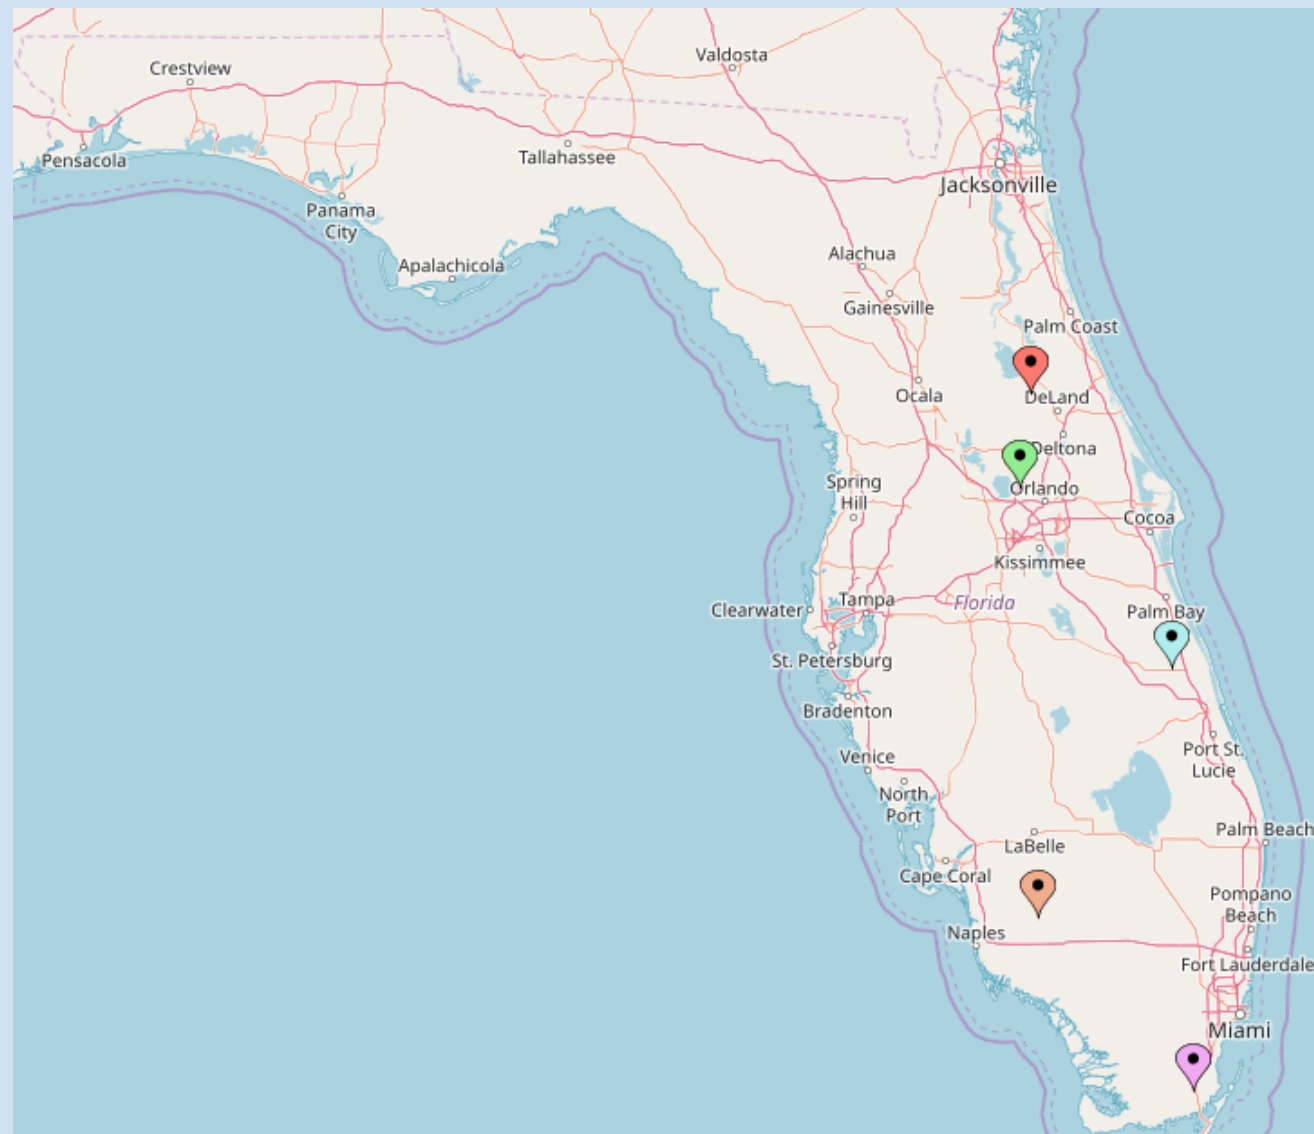 Valdosta
Crestview
Pensacola
Tallahassee
Jacksonville
Panama
City
Alachua
Apalachicola
Gainesville
Palm Coast
Ocala
DeLand
Deltona
Spring
Hill
Orlando
Cocoa
Kissimmee
Clearwater
Tampa
Florida
Palm Bay
St. Petersburg
Bradenton
Venice
Port St.
Lucie
North
Port
Palm Beach
LaBelle
Cape Coral
Pompano
Beach
Naples
Fort Lauderdale
Miami